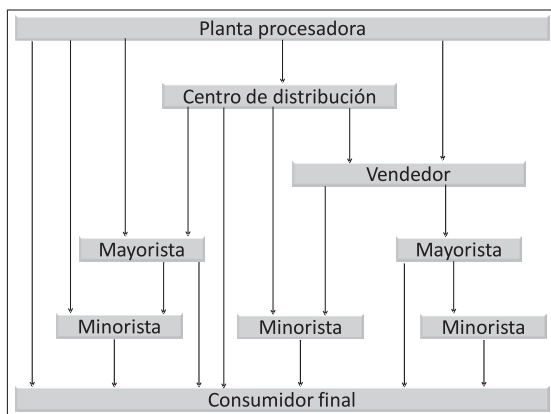 Planta procesadora
Centro de distribución
Vendedor
Mayorista
Mayorista
Minorista
Minorista
Minorista
Consumidor final